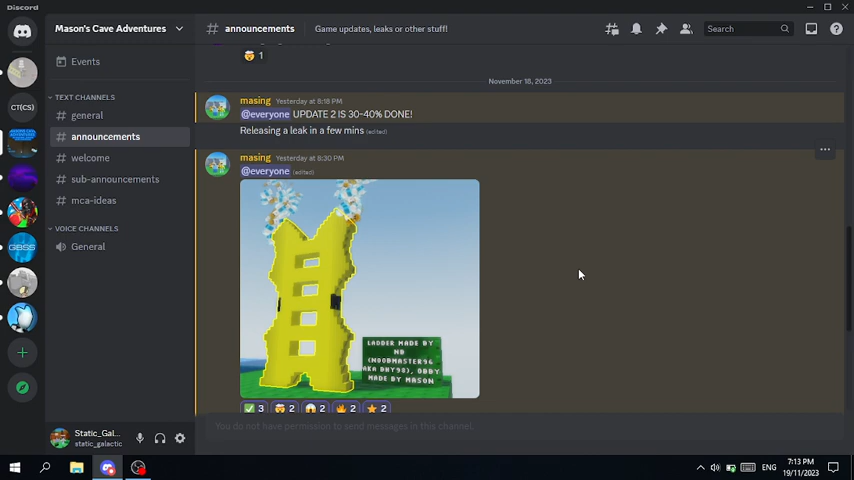 Discord
Mason's Cave Adventures
announcements
Game updates, leaks or other stuff!
Search
Events
1
November 18, 2023
TEXT CHANNELS
general
announcements
welcome
sub-announcements
mca-ideas
VOICE CHANNELS
General
masing Yesterday at 8:18 PM
@everyone UPDATE 2 IS 30-40% DONE!
Releasing a leak in a few mins (edited)
masing Yesterday at 8:30 PM
@everyone (edited)
LADDER MADE BY
ND
(NOOBMASTER96
AKA DNY98), ODDY
MADE BY MASON
3 2 2 2 2
You do not have permission to send messages in this channel.
CT(CS)
GBSS
Static_Gal...
static_galactic
ENG
7:13 PM
19/11/2023